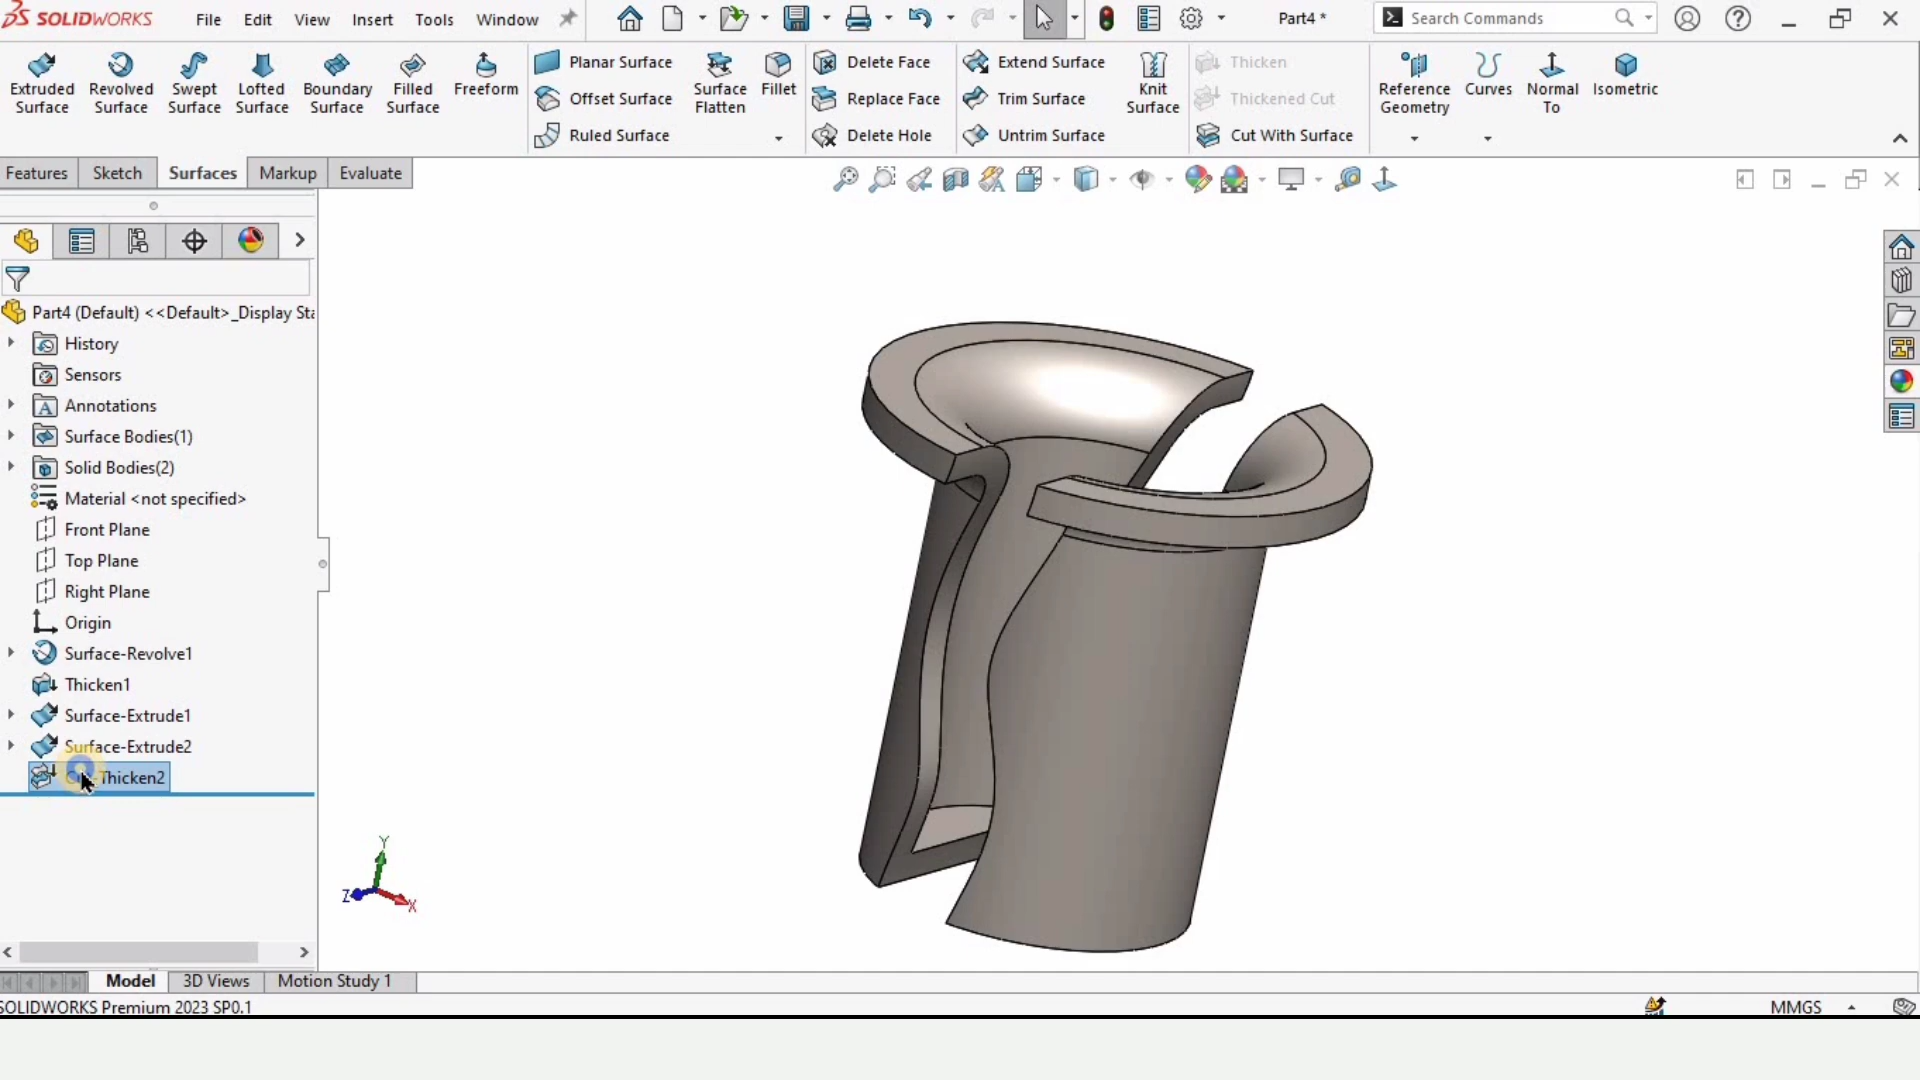 SOLIDWORKS File Edit View Insert Tools Window Part4 * Search Commands
Extruded Surface
Revolved Surface
Swept Surface
Lofted Surface
Boundary Surface
Filled Surface
Freeform
Planar Surface
Offset Surface
Ruled Surface
Surface Flatten
Fillet
Delete Face
Replace Face
Delete Hole
Extend Surface
Trim Surface
Untrim Surface
Knit Surface
Thicken
Thickened Cut
Cut With Surface
Reference Geometry
Curves
Normal To
Isometric
Features Sketch Surfaces Markup Evaluate
Part4 (Default) <<Default>_Display Sta
History
Sensors
Annotations
Surface Bodies(1)
Solid Bodies(2)
Material <not specified>
Front Plane
Top Plane
Right Plane
Origin
Surface-Revolve1
Thicken1
Surface-Extrude1
Surface-Extrude2
Thicken2
Y
Z
X
Model 3D Views Motion Study 1
SOLIDWORKS Premium 2023 SP0.1 MMGS